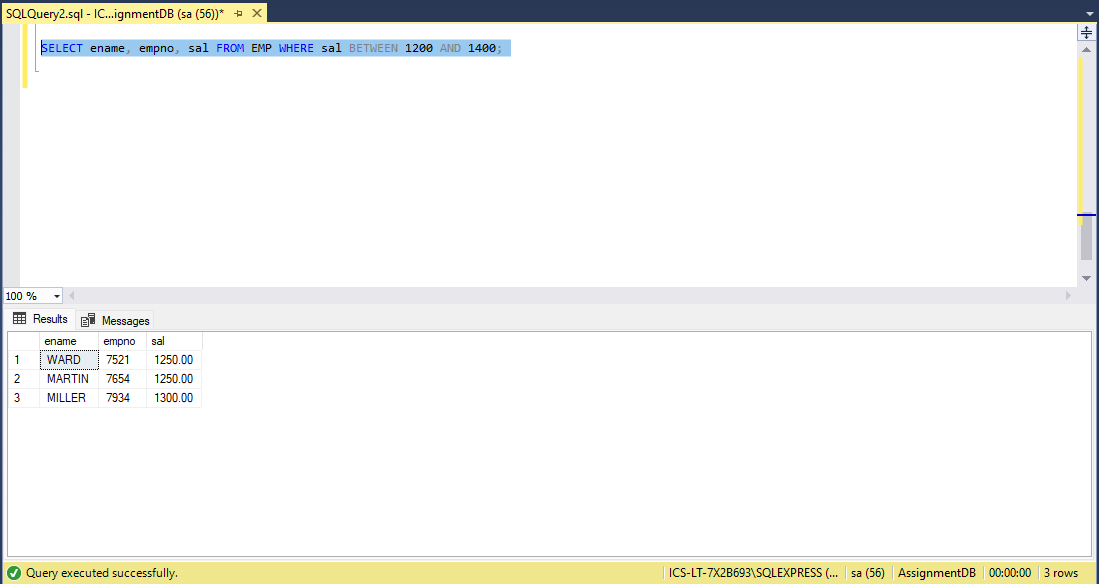 SQLQuery2.sql - IC...ignmentDB (sa (56))*
SELECT ename, empno, sal FROM EMP WHERE sal BETWEEN 1200 AND 1400;
100 %
Results Messages
ename empno sal
1 WARD 7521 1250.00
2 MARTIN 7654 1250.00
3 MILLER 7934 1300.00
Query executed successfully. ICS-LT-7X2B693\SQLEXPRESS (... sa (56) AssignmentDB 00:00:00 3 rows